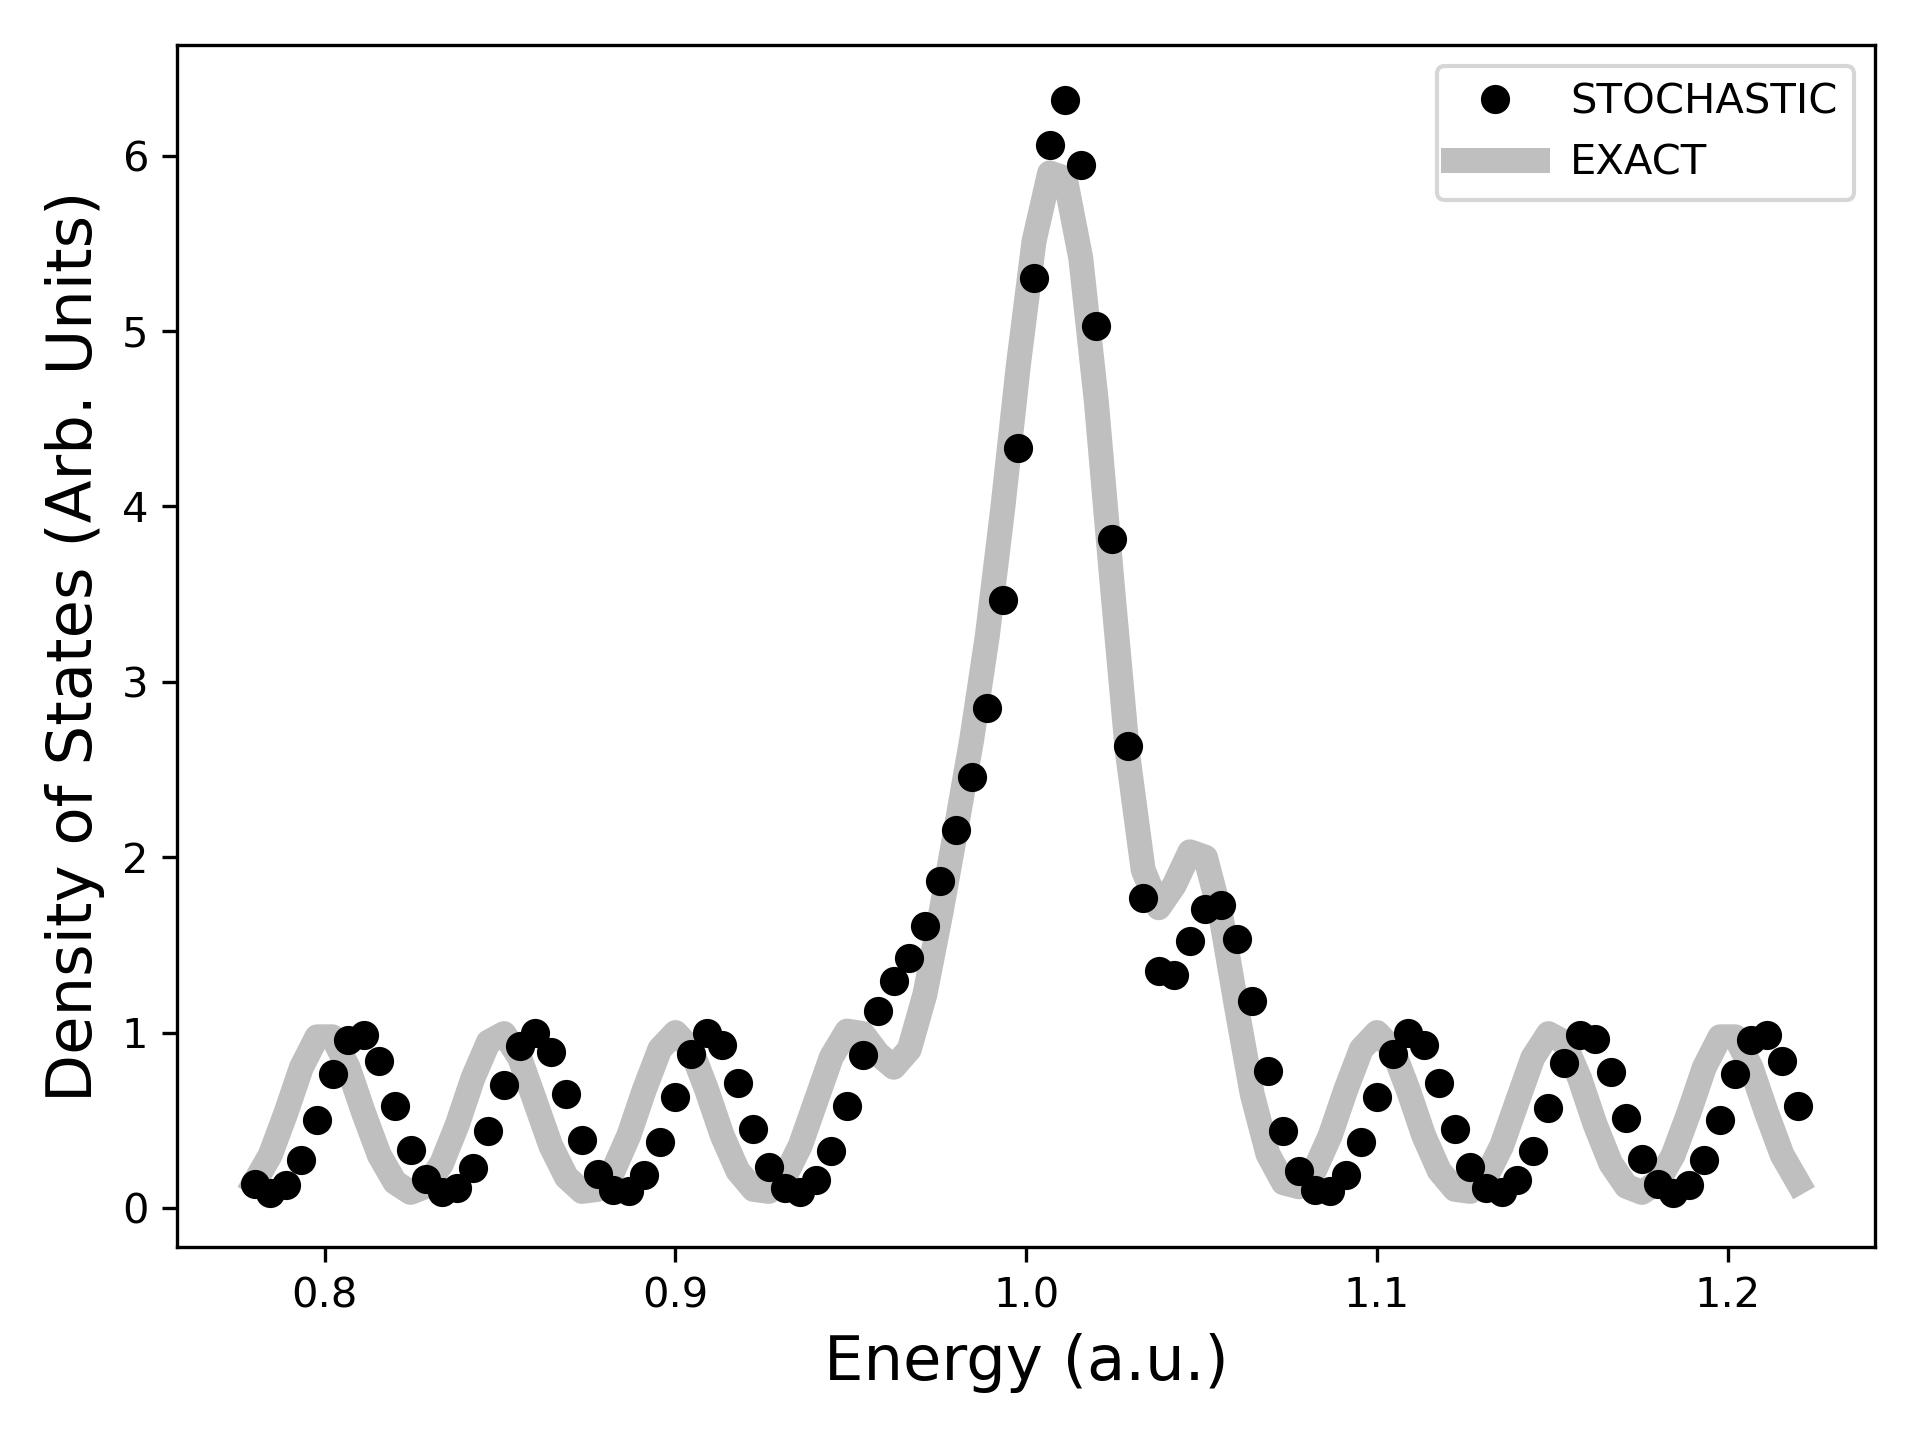 STOCHASTIC
EXACT
Density of States (Arb. Units)
6
5
4
3
2
1
0
0.8 0.9 1.0 1.1 1.2
Energy (a.u.)